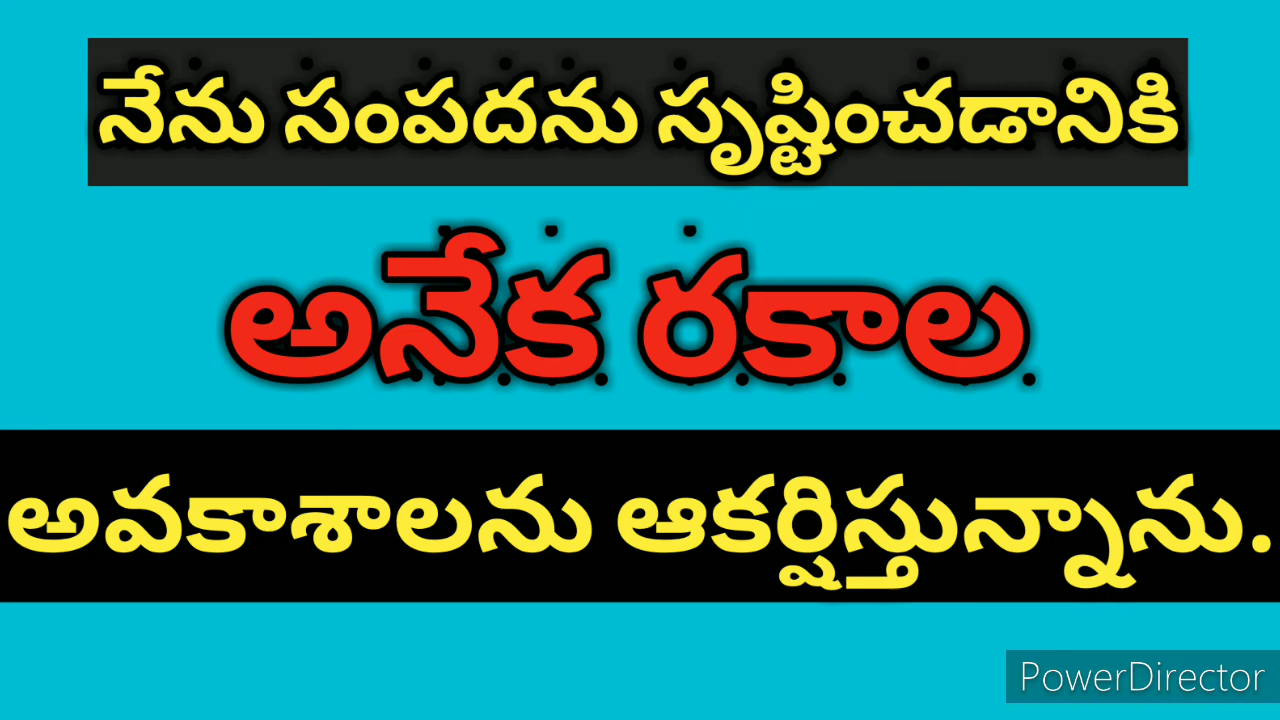 నేను సంపదను సృష్టించడానికి
అనేక రకాల
అవకాశాలను ఆకర్షిస్తున్నాను.
PowerDirector